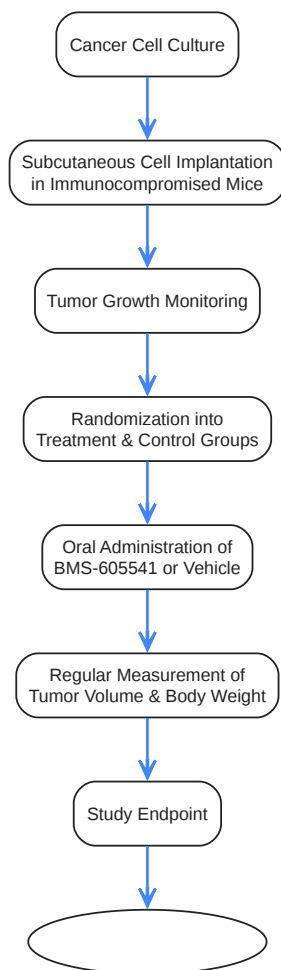 Cancer Cell Culture
Subcutaneous Cell Implantation
in Immunocompromised Mice
Tumor Growth Monitoring
Randomization into
Treatment & Control Groups
Oral Administration of
BMS-605541 or Vehicle
Regular Measurement of
Tumor Volume & Body Weight
Study Endpoint